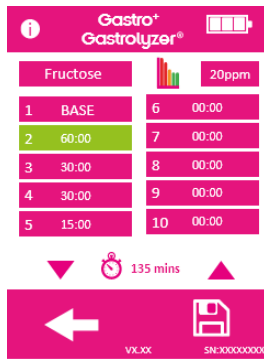 i
Gastro+
Gastrolyzer®
Fructose
20ppm
1 BASE
2 60:00
3 30:00
4 30:00
5 15:00
6 00:00
7 00:00
8 00:00
9 00:00
10 00:00
135 mins
VX.XX
SN:XXXXXXXX